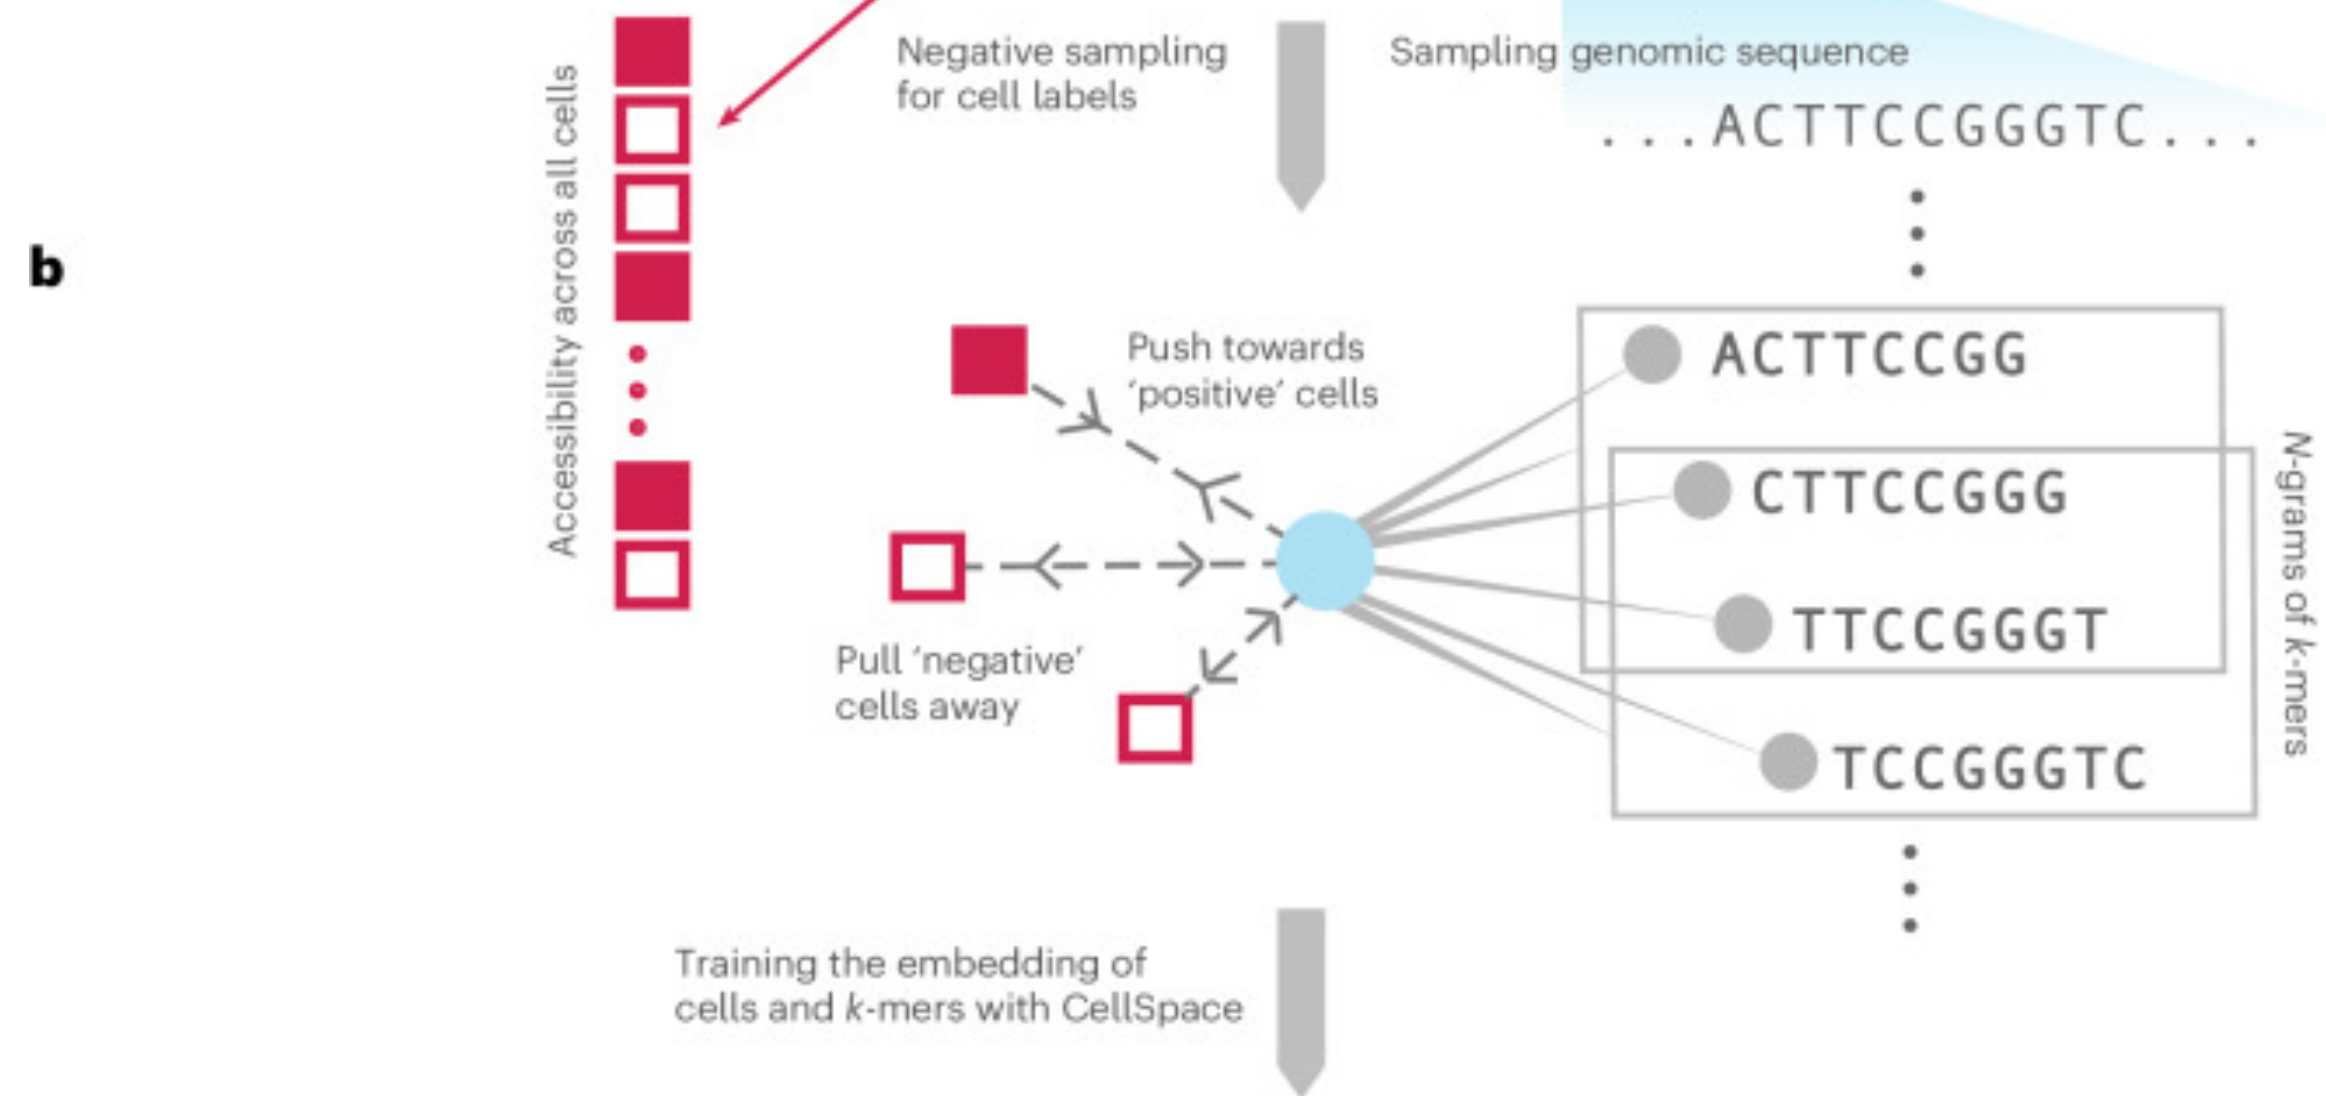 b
Accessibility across all cells
Negative sampling
for cell labels
Sampling genomic sequence
...ACTTCCGGGTC...
Push towards
‘positive’ cells
Pull ‘negative’
cells away
ACTTCCGG
CTTCCGGG
TTCCGGGT
TCCGGGTC
N-grams of k-mers
Training the embedding of
cells and k-mers with CellSpace